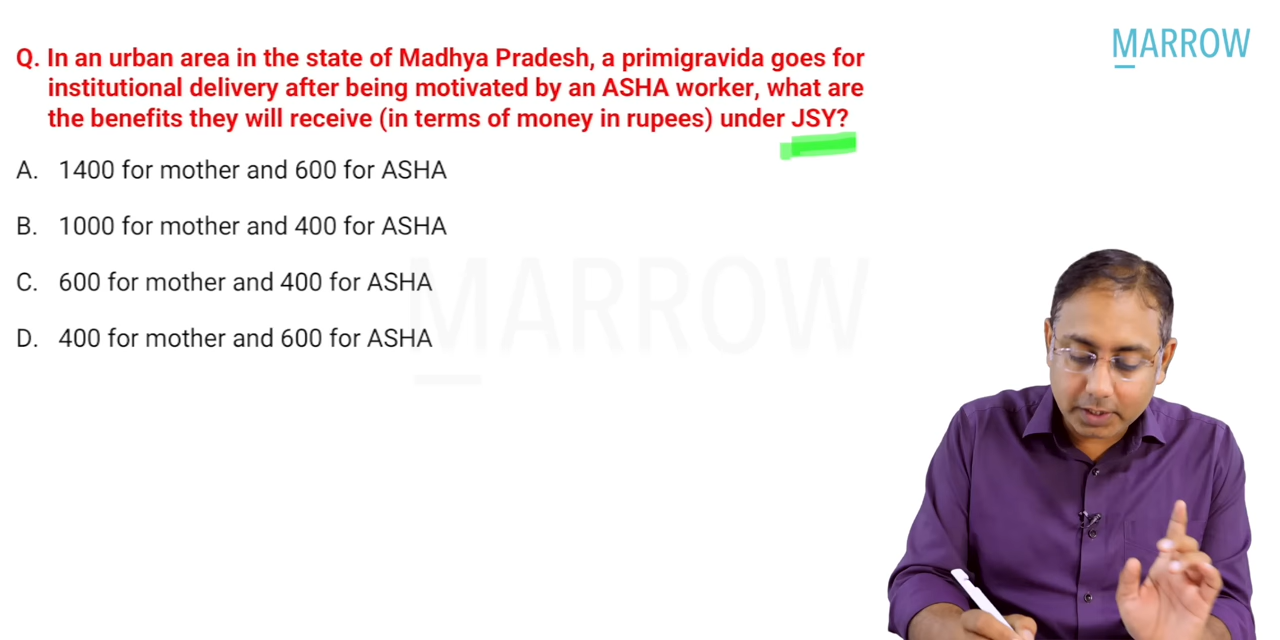 MARROW
Q. In an urban area in the state of Madhya Pradesh, a primigravida goes for
institutional delivery after being motivated by an ASHA worker, what are
the benefits they will receive (in terms of money in rupees) under JSY?
A. 1400 for mother and 600 for ASHA
B. 1000 for mother and 400 for ASHA
C. 600 for mother and 400 for ASHA
D. 400 for mother and 600 for ASHA
MARROW